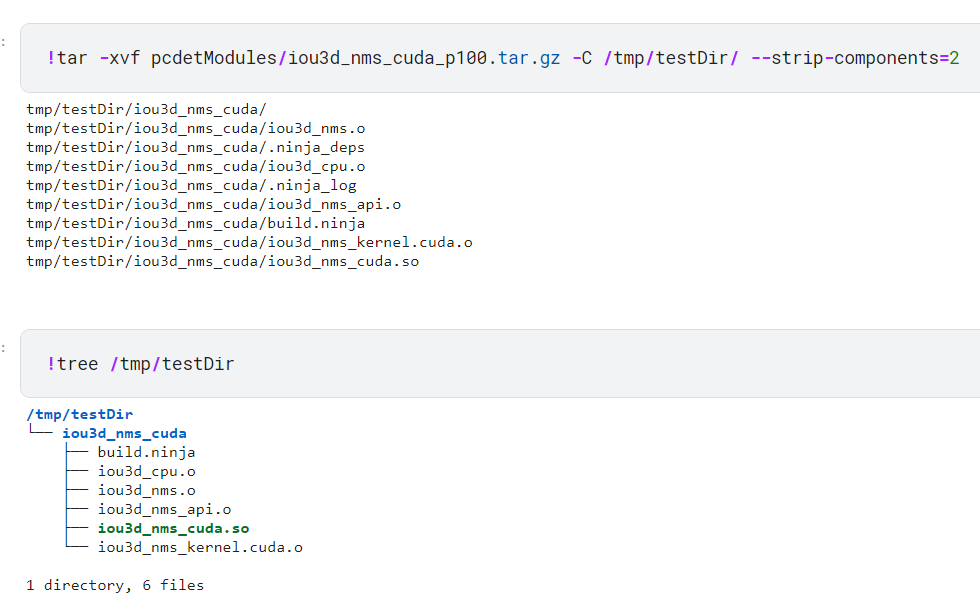 :
!tar -xvf pcdetModules/iou3d_nms_cuda_p100.tar.gz -C /tmp/testDir/ --strip-components=2
tmp/testDir/iou3d_nms_cuda/
tmp/testDir/iou3d_nms_cuda/iou3d_nms.o
tmp/testDir/iou3d_nms_cuda/.ninja_deps
tmp/testDir/iou3d_nms_cuda/iou3d_cpu.o
tmp/testDir/iou3d_nms_cuda/.ninja_log
tmp/testDir/iou3d_nms_cuda/iou3d_nms_api.o
tmp/testDir/iou3d_nms_cuda/build.ninja
tmp/testDir/iou3d_nms_cuda/iou3d_nms_kernel.cuda.o
tmp/testDir/iou3d_nms_cuda/iou3d_nms_cuda.so
:
!tree /tmp/testDir
/tmp/testDir
└── iou3d_nms_cuda
    ├── build.ninja
    ├── iou3d_cpu.o
    ├── iou3d_nms.o
    ├── iou3d_nms_api.o
    ├── iou3d_nms_cuda.so
    └── iou3d_nms_kernel.cuda.o
1 directory, 6 files